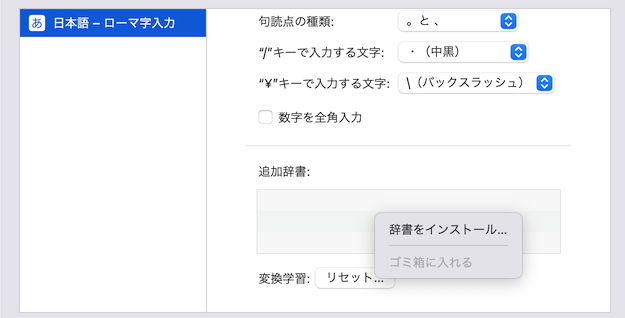 あ 日本語 – ローマ字入力
句読点の種類: 。と 、
“/”キーで入力する文字: ・（中黒）
“¥”キーで入力する文字: \（バックスラッシュ）
数字を全角入力
追加辞書:
辞書をインストール...
ゴミ箱に入れる
変換学習: リセット...